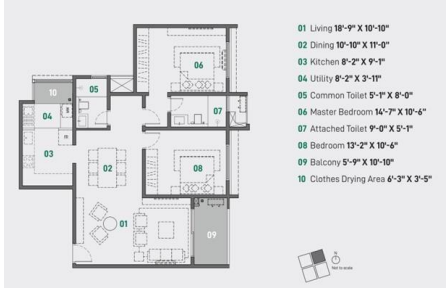 01 Living 18'-9" X 10'-10"
02 Dining 10'-10" X 11'-0"
03 Kitchen 8'-2" X 9'-1"
04 Utility 8'-2" X 3'-11"
05 Common Toilet 5'-1" X 8'-0"
06 Master Bedroom 14'-7" X 10'-6"
07 Attached Toilet 9'-0" X 5'-1"
08 Bedroom 13'-2" X 10'-6"
09 Balcony 5'-9" X 10'-10"
10 Clothes Drying Area 6'-3" X 3'-5"
06
05
10
04
07
03
02
08
01
09
N
Not to scale